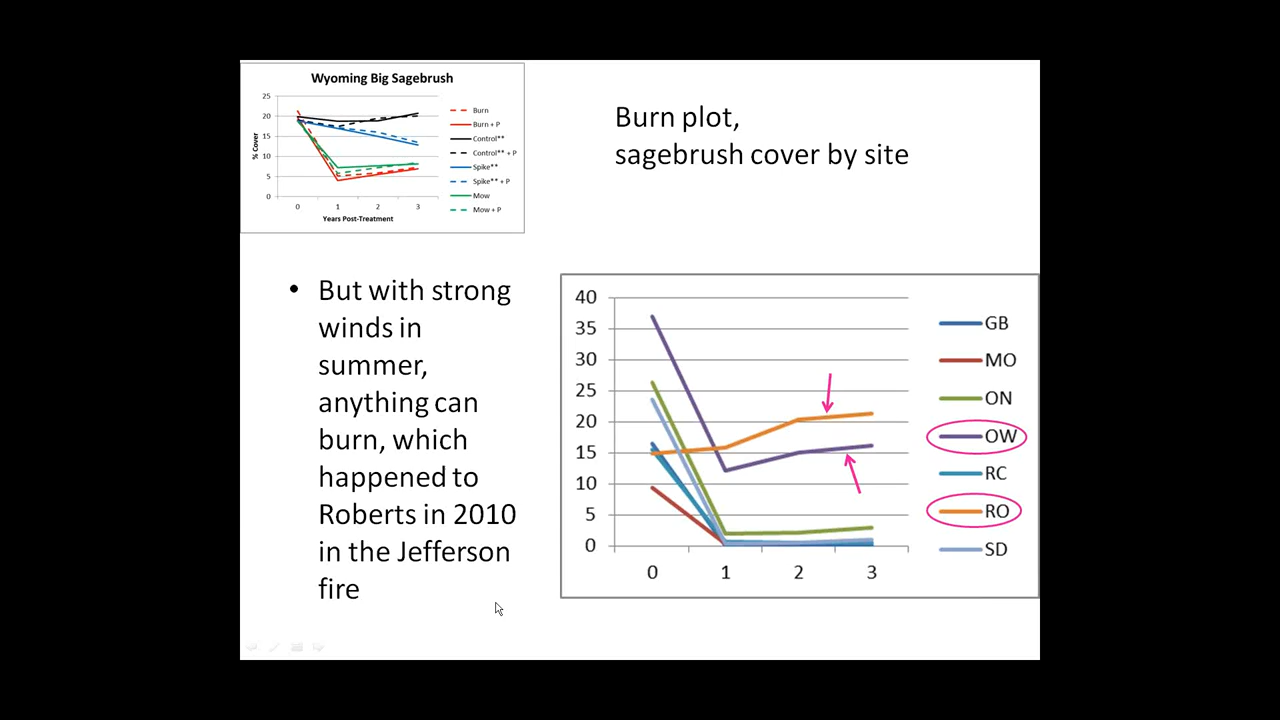 Wyoming Big Sagebrush
25
20
15
10
5
0
% Cover
0 1 2 3
Years Post-Treatment
Burn
Burn + P
Control**
Control** + P
Spike**
Spike** + P
Mow
Mow + P
Burn plot,
sagebrush cover by site
• But with strong
winds in
summer,
anything can
burn, which
happened to
Roberts in 2010
in the Jefferson
fire
40
35
30
25
20
15
10
5
0
0 1 2 3
GB
MO
ON
OW
RC
RO
SD